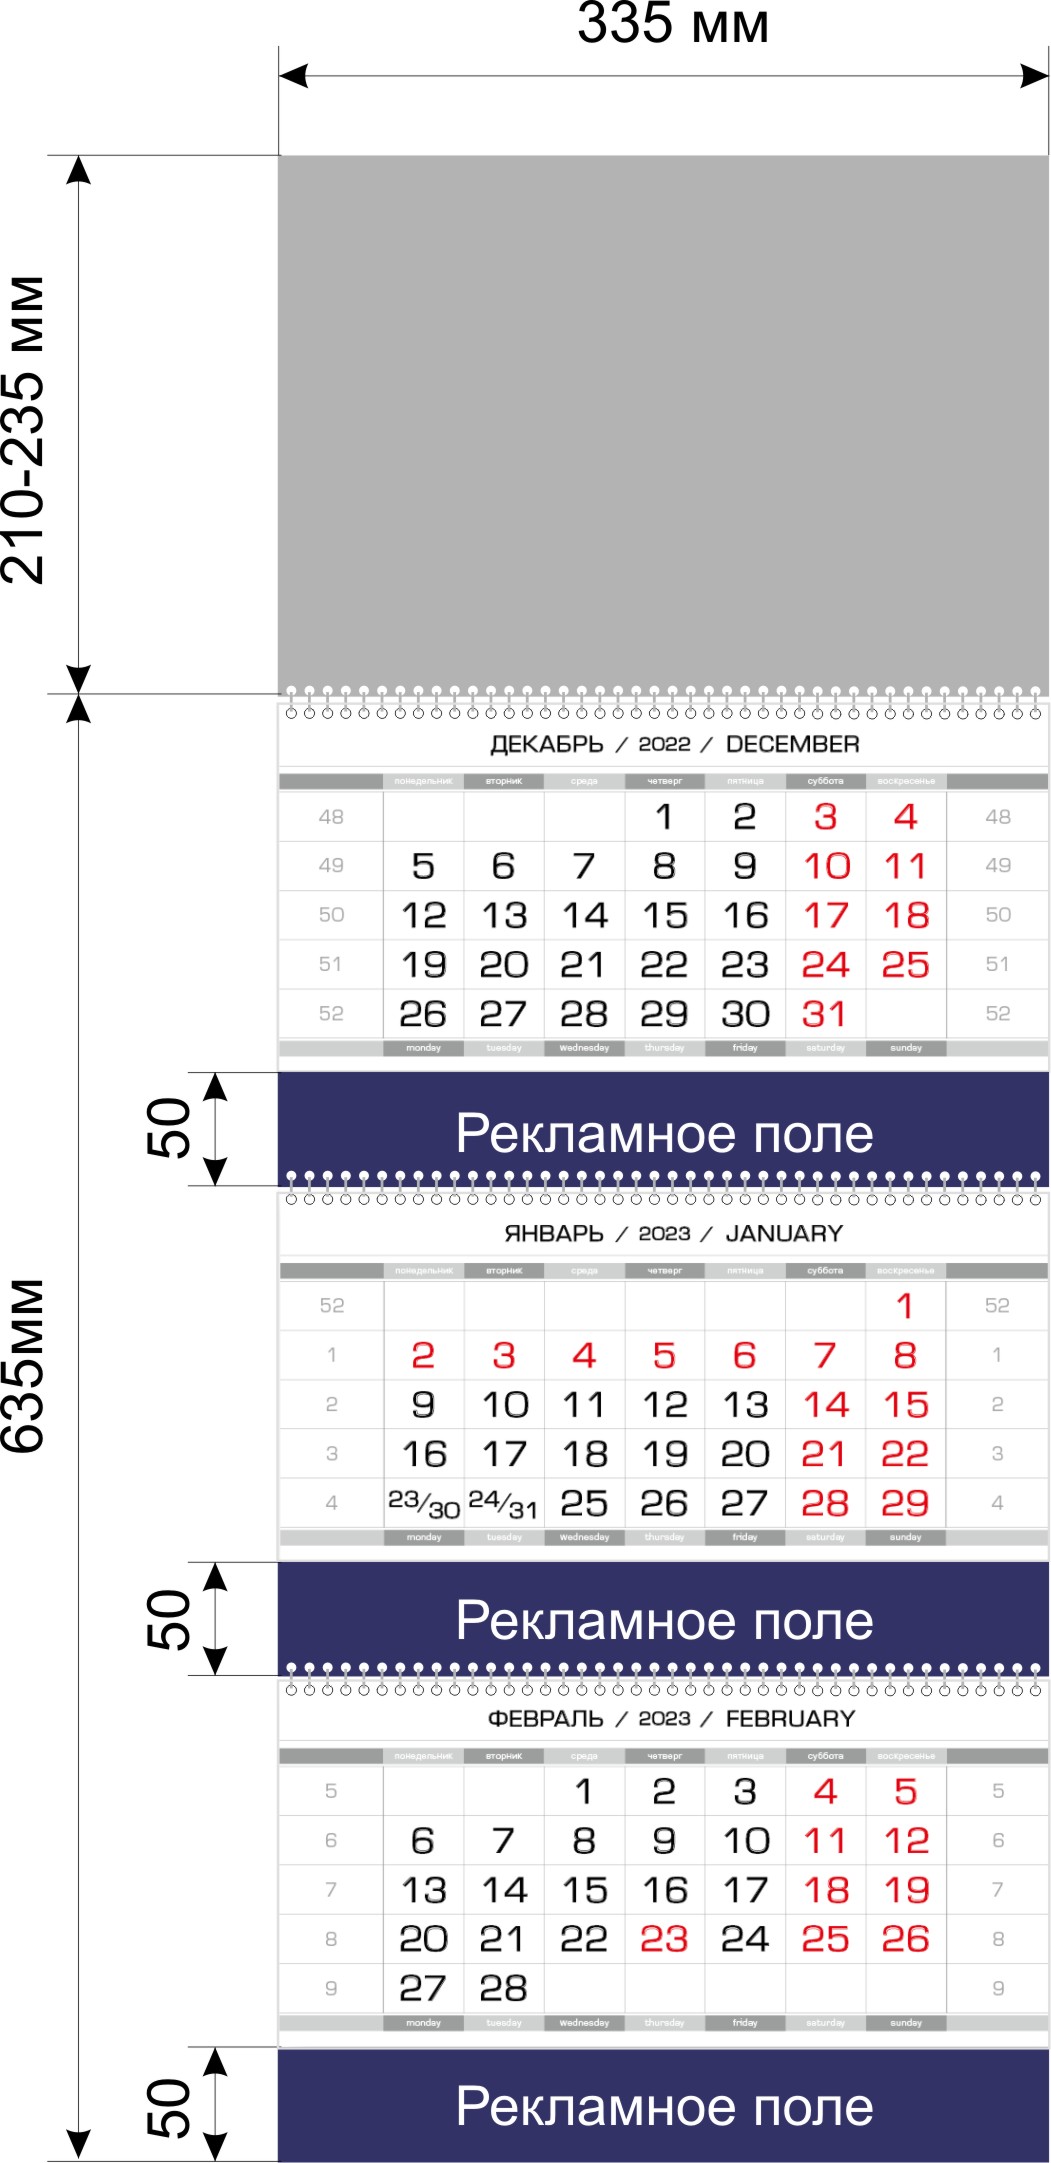 335 мм
210-235 мм
ДЕКАБРЬ / 2022 / DECEMBER
понедельник вторник среда четверг пятница суббота воскресенье
48 1 2 3 4 48
49 5 6 7 8 9 10 11 49
50 12 13 14 15 16 17 18 50
51 19 20 21 22 23 24 25 51
52 26 27 28 29 30 31 52
monday tuesday wednesday thursday friday saturday sunday
50
Рекламное поле
635мм
ЯНВАРЬ / 2023 / JANUARY
понедельник вторник среда четверг пятница суббота воскресенье
52 1 52
1 2 3 4 5 6 7 8 1
2 9 10 11 12 13 14 15 2
3 16 17 18 19 20 21 22 3
4 23/30 24/31 25 26 27 28 29 4
monday tuesday wednesday thursday friday saturday sunday
50
Рекламное поле
ФЕВРАЛЬ / 2023 / FEBRUARY
понедельник вторник среда четверг пятница суббота воскресенье
5 1 2 3 4 5 5
6 6 7 8 9 10 11 12 6
7 13 14 15 16 17 18 19 7
8 20 21 22 23 24 25 26 8
9 27 28 9
monday tuesday wednesday thursday friday saturday sunday
50
Рекламное поле